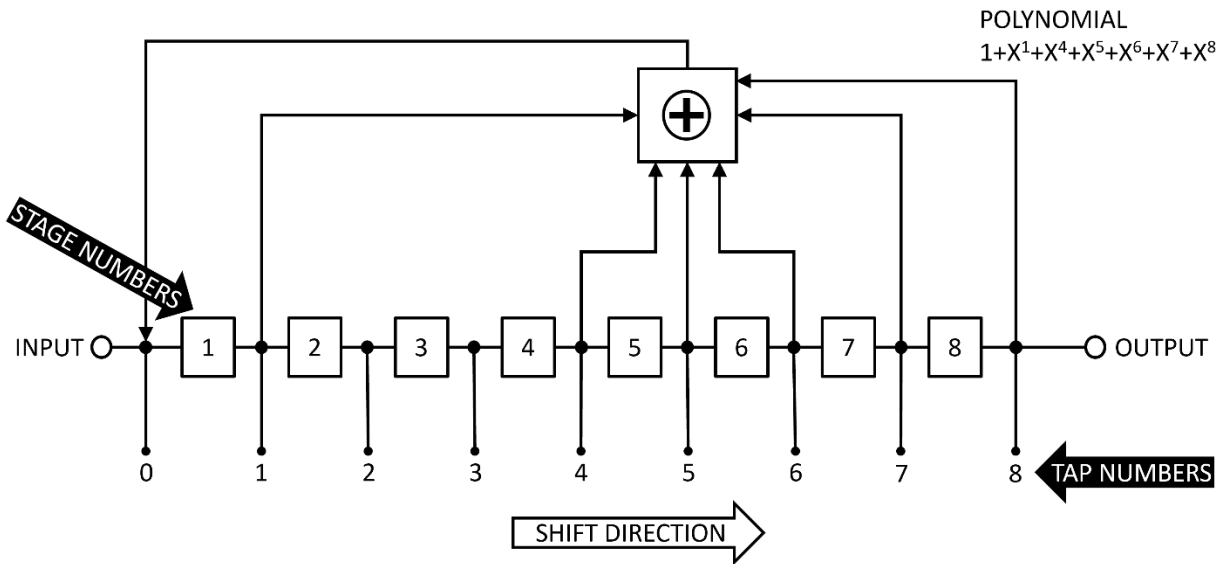 POLYNOMIAL
1+X¹+X⁴+X⁵+X⁶+X⁷+X⁸
STAGE NUMBERS
INPUT 1 2 3 4 5 6 7 8 OUTPUT
0 1 2 3 4 5 6 7 8 TAP NUMBERS
SHIFT DIRECTION